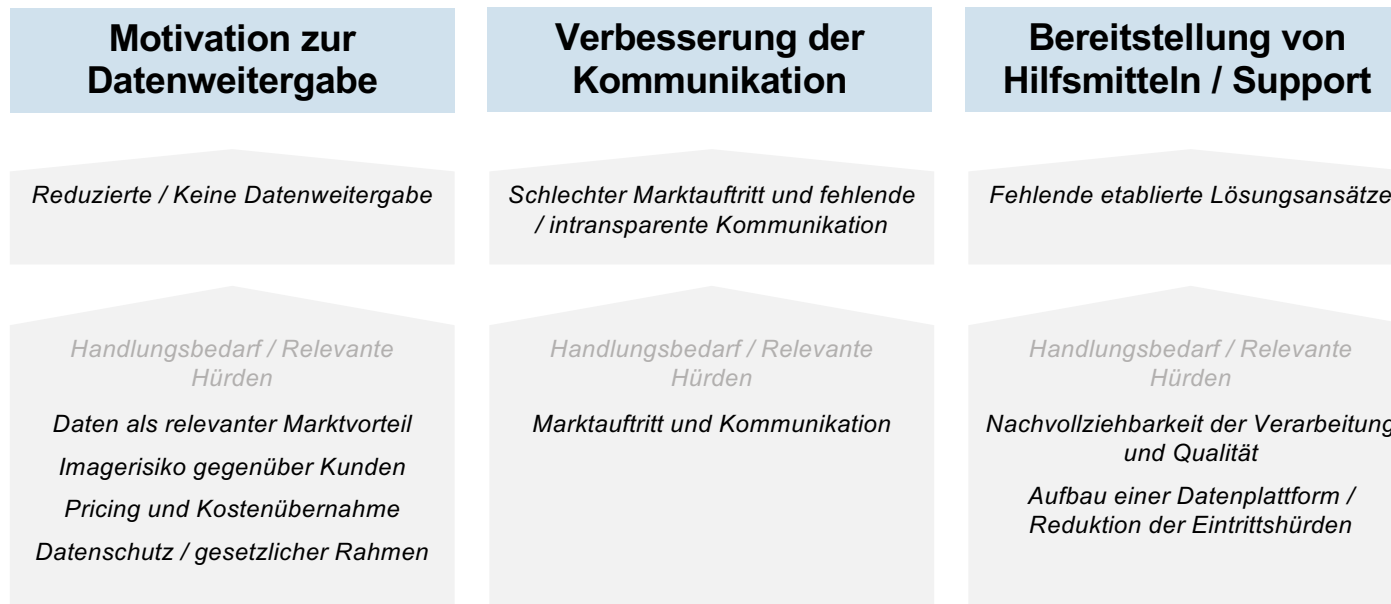 Motivation zur
Datenweitergabe
Reduzierte / Keine Datenweitergabe
Handlungsbedarf / Relevante
Hürden
Daten als relevanter Marktvorteil
Imagerisiko gegenüber Kunden
Pricing und Kostenübernahme
Datenschutz / gesetzlicher Rahmen
Verbesserung der
Kommunikation
Schlechter Marktauftritt und fehlende
/ intransparente Kommunikation
Handlungsbedarf / Relevante
Hürden
Marktauftritt und Kommunikation
Bereitstellung von
Hilfsmitteln / Support
Fehlende etablierte Lösungsansätze
Handlungsbedarf / Relevante
Hürden
Nachvollziehbarkeit der Verarbeitung
und Qualität
Aufbau einer Datenplattform /
Reduktion der Eintrittshürden